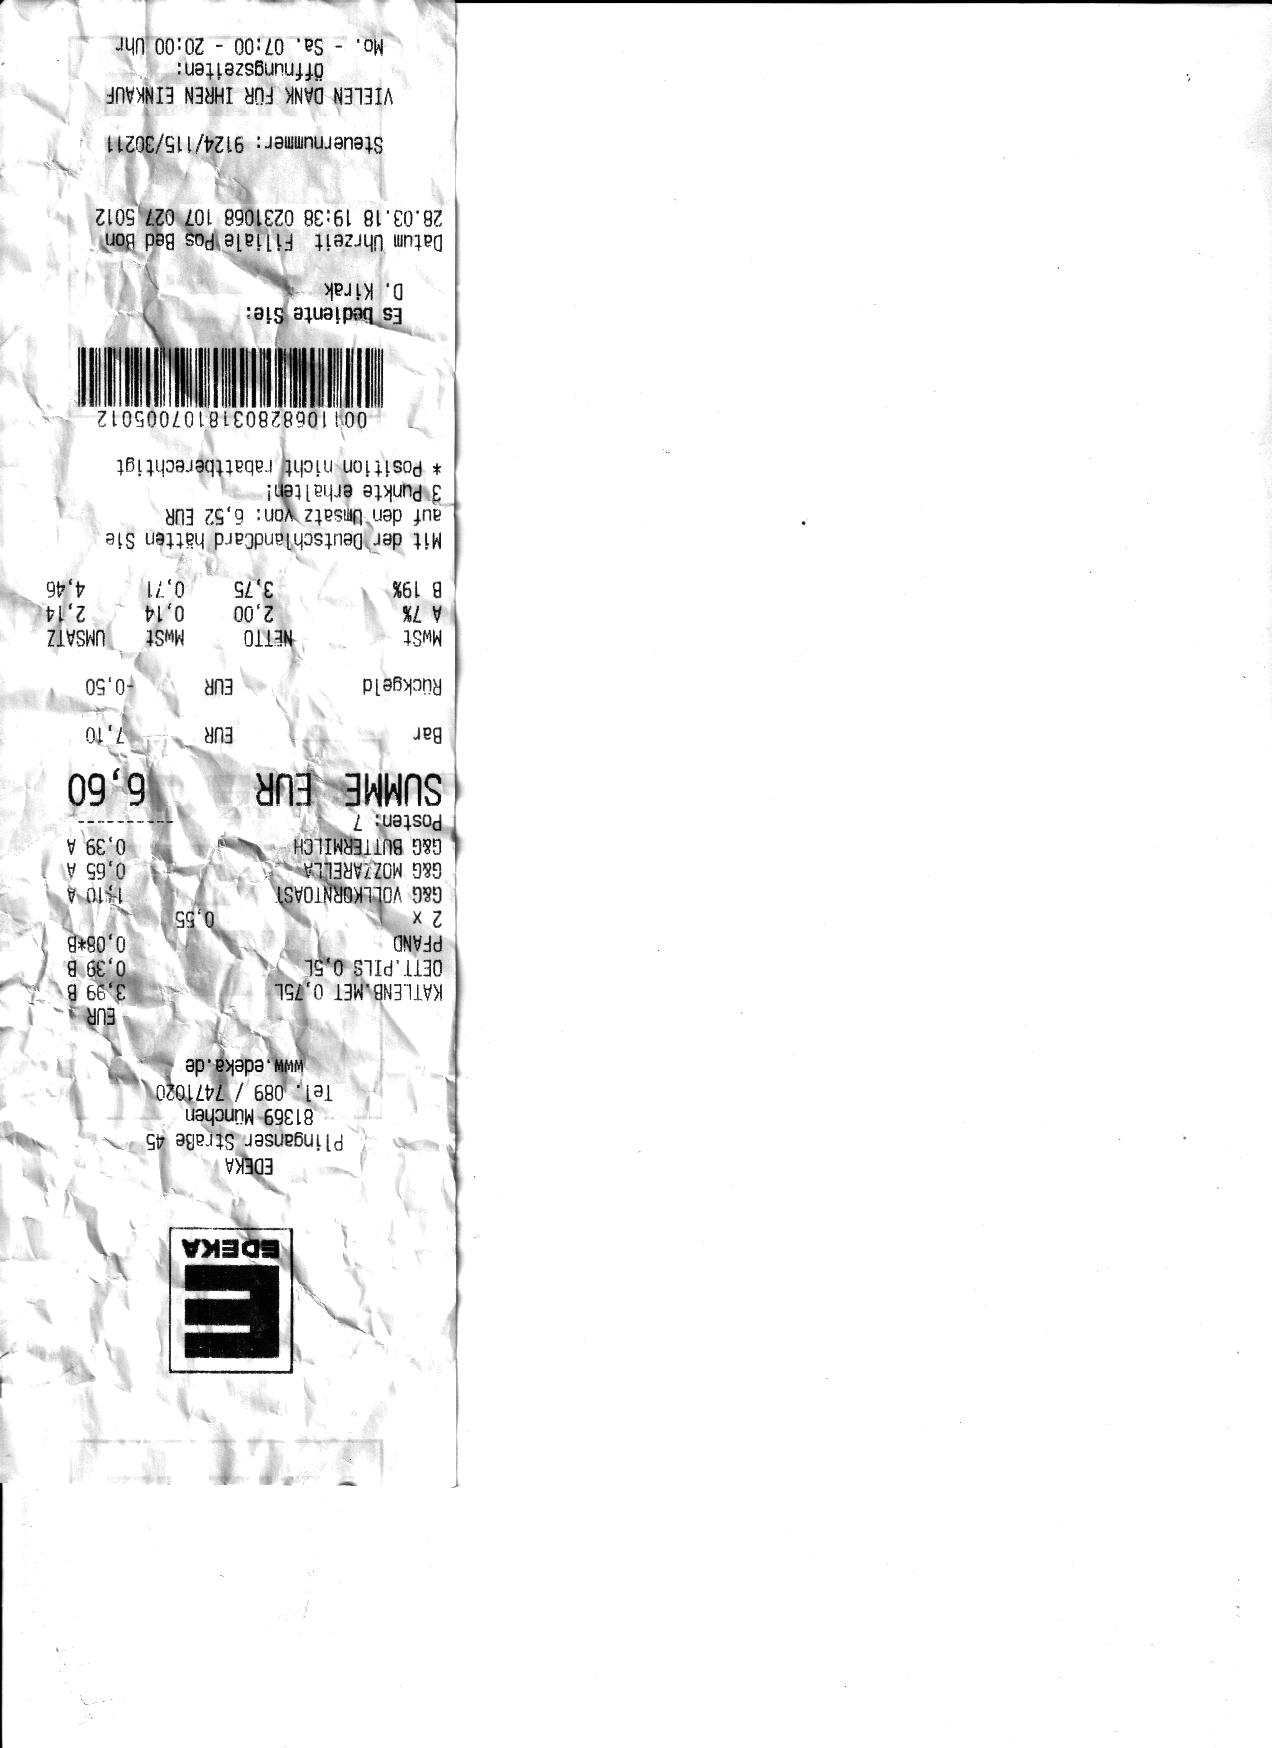 EDEKA
EDEKA
Plinganser Straße 45
81369 München
Tel. 089 / 7471020
www.edeka.de
EUR
KATLENB.MET 0,75L 3,99 B
OETT.PILS 0,5L 0,39 B
PFAND 0,08*B
2 x 0,55
G&G VOLLKORNTOAST 1,10 A
G&G MOZZARELLA 0,65 A
G&G BUTTERMILCH 0,39 A
----------
Posten: 7
SUMME EUR 6,60
Bar EUR 7,10
Rückgeld EUR -0,50
MwSt NETTO MwSt UMSATZ
A 7% 2,00 0,14 2,14
B 19% 3,75 0,71 4,46
Mit der DeutschlandCard hätten Sie
auf den Umsatz von: 6,52 EUR
3 Punkte erhalten!
* Position nicht rabattberechtigt
00110682803181070050​12
Es bediente Sie:
D. Kirak
Datum Uhrzeit Filiale Pos Bed Bon
28.03.18 19:38 0231068 107 027 5012
Steuernummer: 9124/115/30211
VIELEN DANK FÜR IHREN EINKAUF
Öffnungszeiten:
Mo. - Sa. 07:00 - 20:00 Uhr